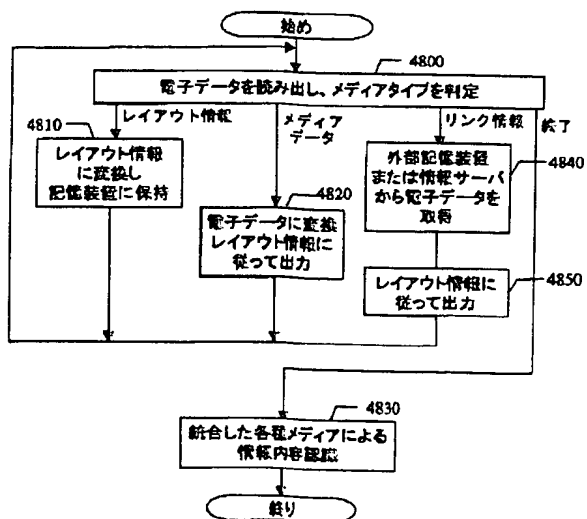 始め
4800
電子データを読み出し、メディアタイプを判定
レイアウト情報
メディア
データ
リンク情報
終了
4810
レイアウト情報
に変換し
記憶装置に保持
4820
電子データに変換
レイアウト情報に
従って出力
4840
外部記憶装置
または情報サーバ
から電子データを
取得
4850
レイアウト情報に
従って出力
4830
統合した各種メディアによる
情報内容認識
終り